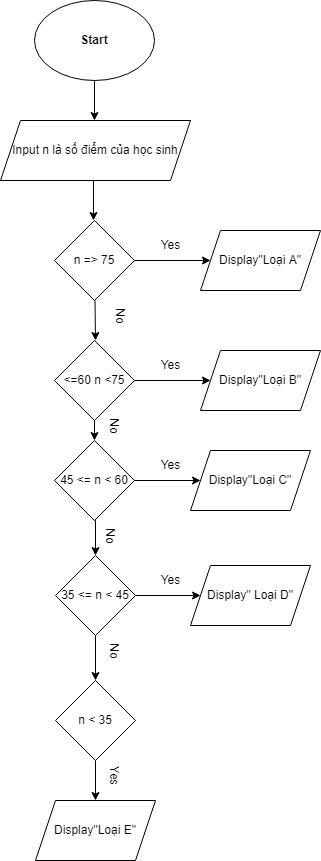 Start
Input n là số điểm của học sinh
n => 75
Yes
Display"Loại A"
No
<=60 n <75
Yes
Display"Loại B"
No
45 <= n < 60
Yes
Display"Loại C"
No
35 <= n < 45
Yes
Display" Loại D"
No
n < 35
Yes
Display"Loại E"